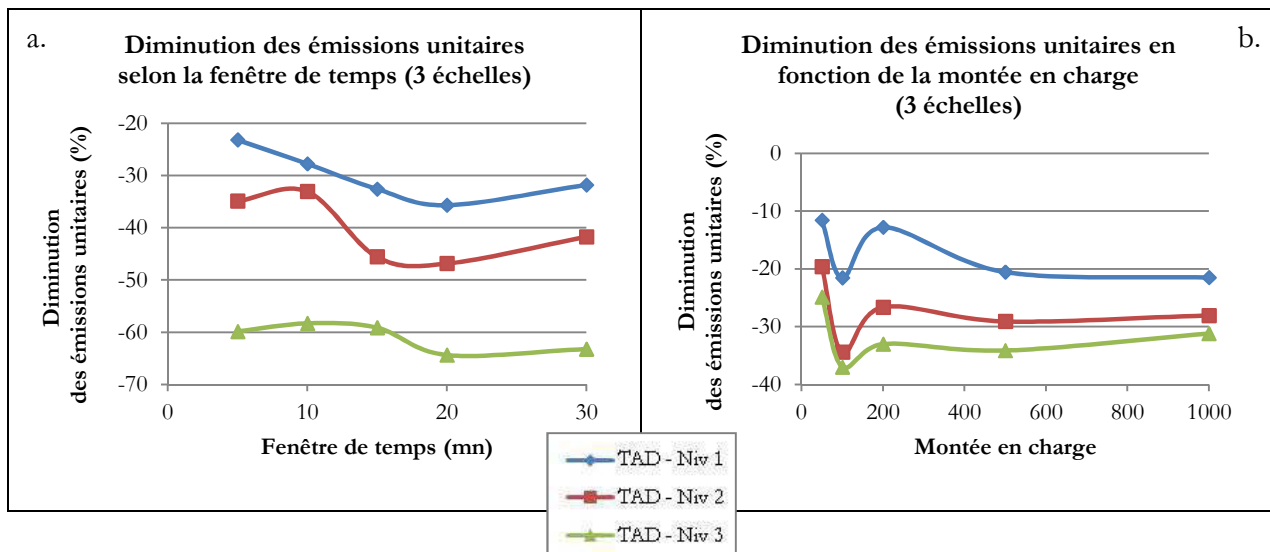 a.
Diminution des émissions unitaires
selon la fenêtre de temps (3 échelles)
Diminution
des émissions unitaires (%)
-20
-30
-40
-50
-60
-70
0
10
20
30
Fenêtre de temps (mn)
b.
Diminution des émissions unitaires en
fonction de la montée en charge
(3 échelles)
Diminution
des émissions unitaires (%)
0
-10
-20
-30
-40
0
200
400
600
800
1000
Montée en charge
TAD - Niv 1
TAD - Niv 2
TAD - Niv 3